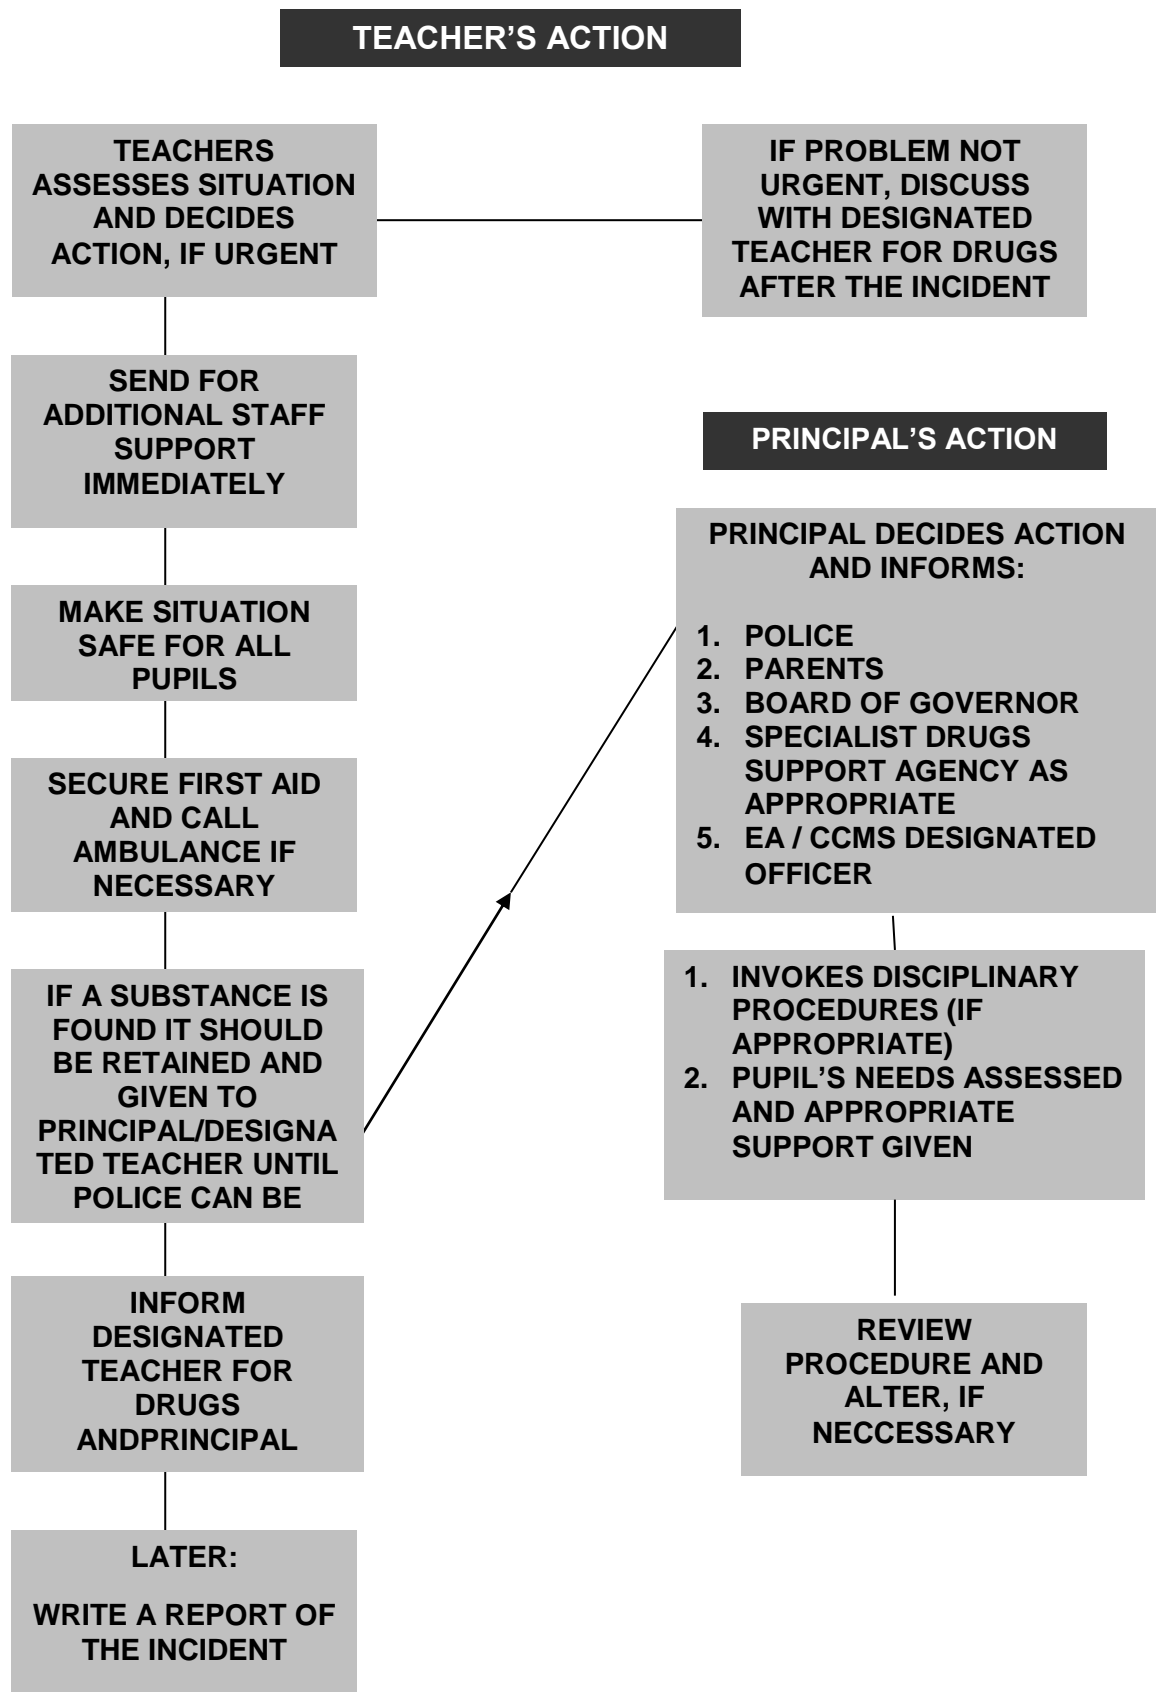 TEACHER’S ACTION
TEACHERS
ASSESSES SITUATION
AND DECIDES
ACTION, IF URGENT
IF PROBLEM NOT
URGENT, DISCUSS
WITH DESIGNATED
TEACHER FOR DRUGS
AFTER THE INCIDENT
SEND FOR
ADDITIONAL STAFF
SUPPORT
IMMEDIATELY
MAKE SITUATION
SAFE FOR ALL
PUPILS
SECURE FIRST AID
AND CALL
AMBULANCE IF
NECESSARY
IF A SUBSTANCE IS
FOUND IT SHOULD
BE RETAINED AND
GIVEN TO
PRINCIPAL/DESIGNA
TED TEACHER UNTIL
POLICE CAN BE
INFORM
DESIGNATED
TEACHER FOR
DRUGS
ANDPRINCIPAL
LATER:
WRITE A REPORT OF
THE INCIDENT
PRINCIPAL’S ACTION
PRINCIPAL DECIDES ACTION
AND INFORMS:
1. POLICE
2. PARENTS
3. BOARD OF GOVERNOR
4. SPECIALIST DRUGS
SUPPORT AGENCY AS
APPROPRIATE
5. EA / CCMS DESIGNATED
OFFICER
1. INVOKES DISCIPLINARY
PROCEDURES (IF
APPROPRIATE)
2. PUPIL’S NEEDS ASSESSED
AND APPROPRIATE
SUPPORT GIVEN
REVIEW
PROCEDURE AND
ALTER, IF
NECCESSARY